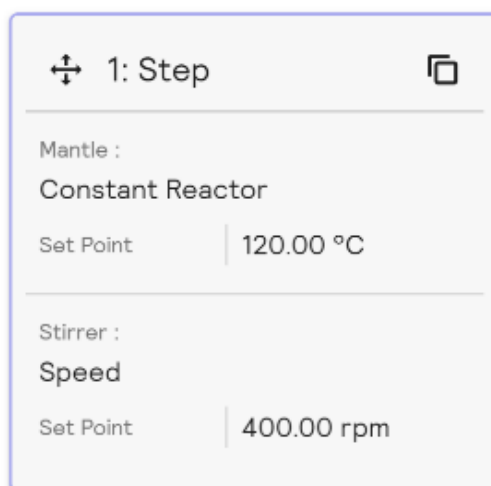 1: Step
Mantle :
Constant Reactor
Set Point 120.00 °C
Stirrer :
Speed
Set Point 400.00 rpm